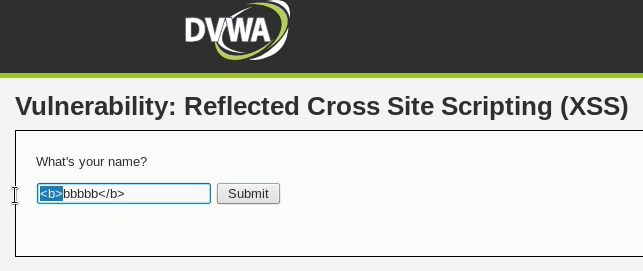 DVWA
Vulnerability: Reflected Cross Site Scripting (XSS)
What's your name?
<b>bbbbb</b> Submit